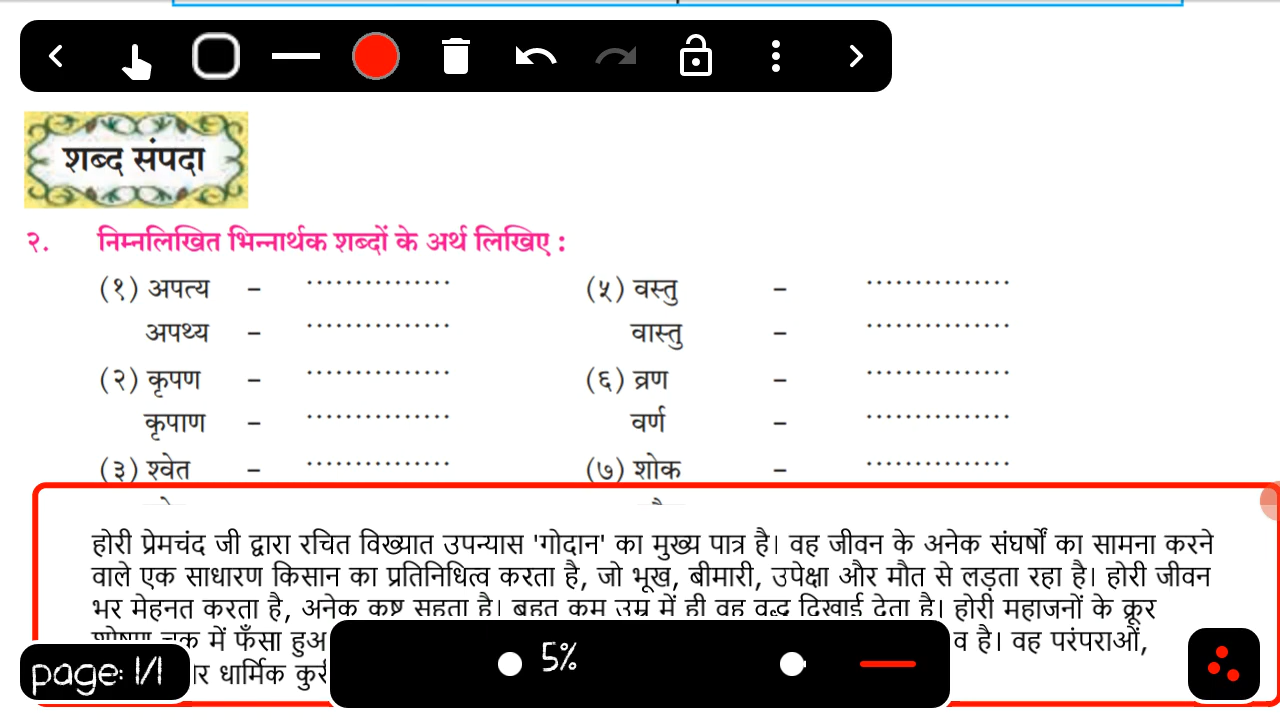 शब्द संपदा
२. निम्नलिखित भिन्नार्थक शब्दों के अर्थ लिखिए :
(१) अपत्य – ............... (५) वस्तु – ...............
अपथ्य – ............... वास्तु – ...............
(२) कृपण – ............... (६) व्रण – ...............
कृपाण – ............... वर्ण – ...............
(३) श्वेत – ............... (७) शोक – ...............
होरी प्रेमचंद जी द्वारा रचित विख्यात उपन्यास 'गोदान' का मुख्य पात्र है। वह जीवन के अनेक संघर्षों का सामना करने
वाले एक साधारण किसान का प्रतिनिधित्व करता है, जो भूख, बीमारी, उपेक्षा और मौत से लड़ता रहा है। होरी जीवन
भर मेहनत करता है, अनेक कष्ट सहता है। बहुत कम उम्र में ही वह वृद्ध दिखाई देता है। होरी महाजनों के क्रूर
में फँसा हुआ व है। वह परंपराओं,
धार्मिक
page: 1/1
5%